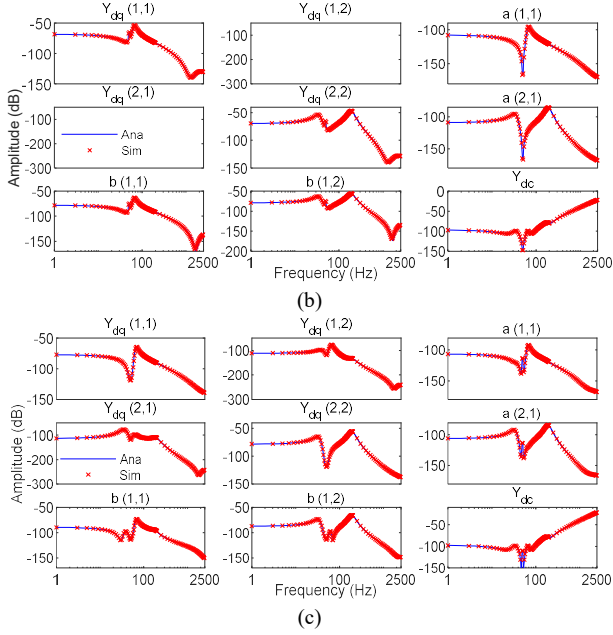 Y_dq (1,1)
Y_dq (1,2)
a (1,1)
-50
-100
-150
-100
-200
-300
-100
-150
Y_dq (2,1)
Y_dq (2,2)
a (2,1)
-100
-200
-300
Ana
Sim
-50
-100
-150
-100
-150
b (1,1)
b (1,2)
Y_dc
-50
-100
-150
-50
-100
-150
-200
0
-50
-100
-150
1
100
2500
1
100
2500
1
100
2500
Amplitude (dB)
Frequency (Hz)
(b)
Y_dq (1,1)
Y_dq (1,2)
a (1,1)
-50
-100
-150
-100
-200
-300
-100
-150
Y_dq (2,1)
Y_dq (2,2)
a (2,1)
-100
-200
-300
Ana
Sim
-50
-100
-150
-100
-150
b (1,1)
b (1,2)
Y_dc
-100
-150
-100
-150
-50
-100
-150
1
100
2500
1
100
2500
1
100
2500
Amplitude (dB)
Frequency (Hz)
(c)